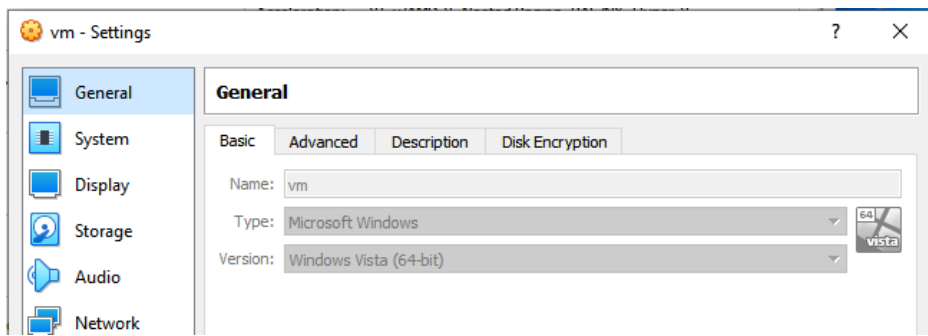 vm - Settings
?
General
System
Display
Storage
Audio
Network
General
Basic
Advanced
Description
Disk Encryption
Name:
vm
Type:
Microsoft Windows
64
vista
Version:
Windows Vista (64-bit)